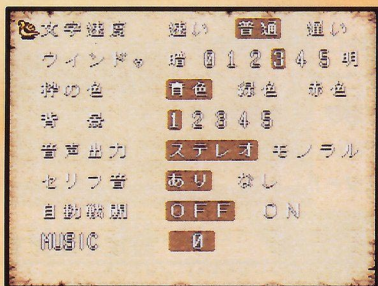 文字速度 速い 普通 遅い
ウインドゥ 暗 0 1 2 3 4 5 明
枠の色 青色 緑色 赤色
背景 1 2 3 4 5
音声出力 ステレオ モノラル
セリフ音 あり なし
自動戦闘 OFF ON
MUSIC 0